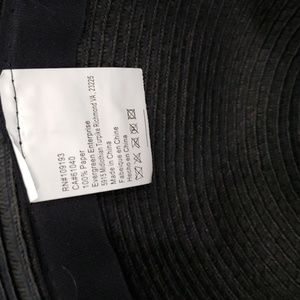 RN#109193
CA#61040
100% Paper
Evergreen Enterprise
5915 Midlothian Turpike Richmond VA, 23225
Made in China
Fabriqué en Chine
Hecho en China